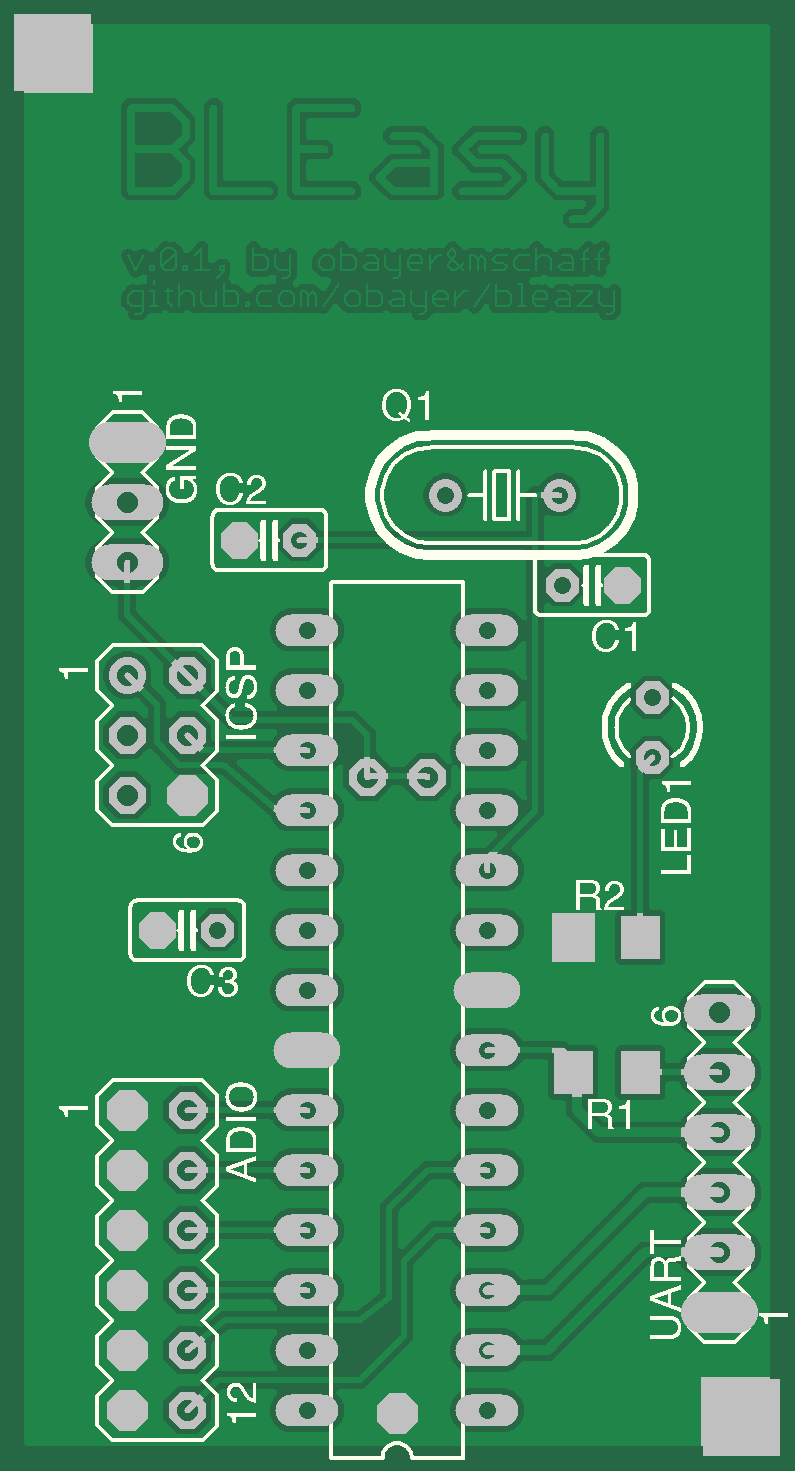 BLEasy
v.0.1, by obayer&mschaff
github.com/obayer/bleazy
1
GND
Q1
C2
C1
1
ICSP
6
LED1
R2
C3
6
1
ADIO
R1
UART
1
12